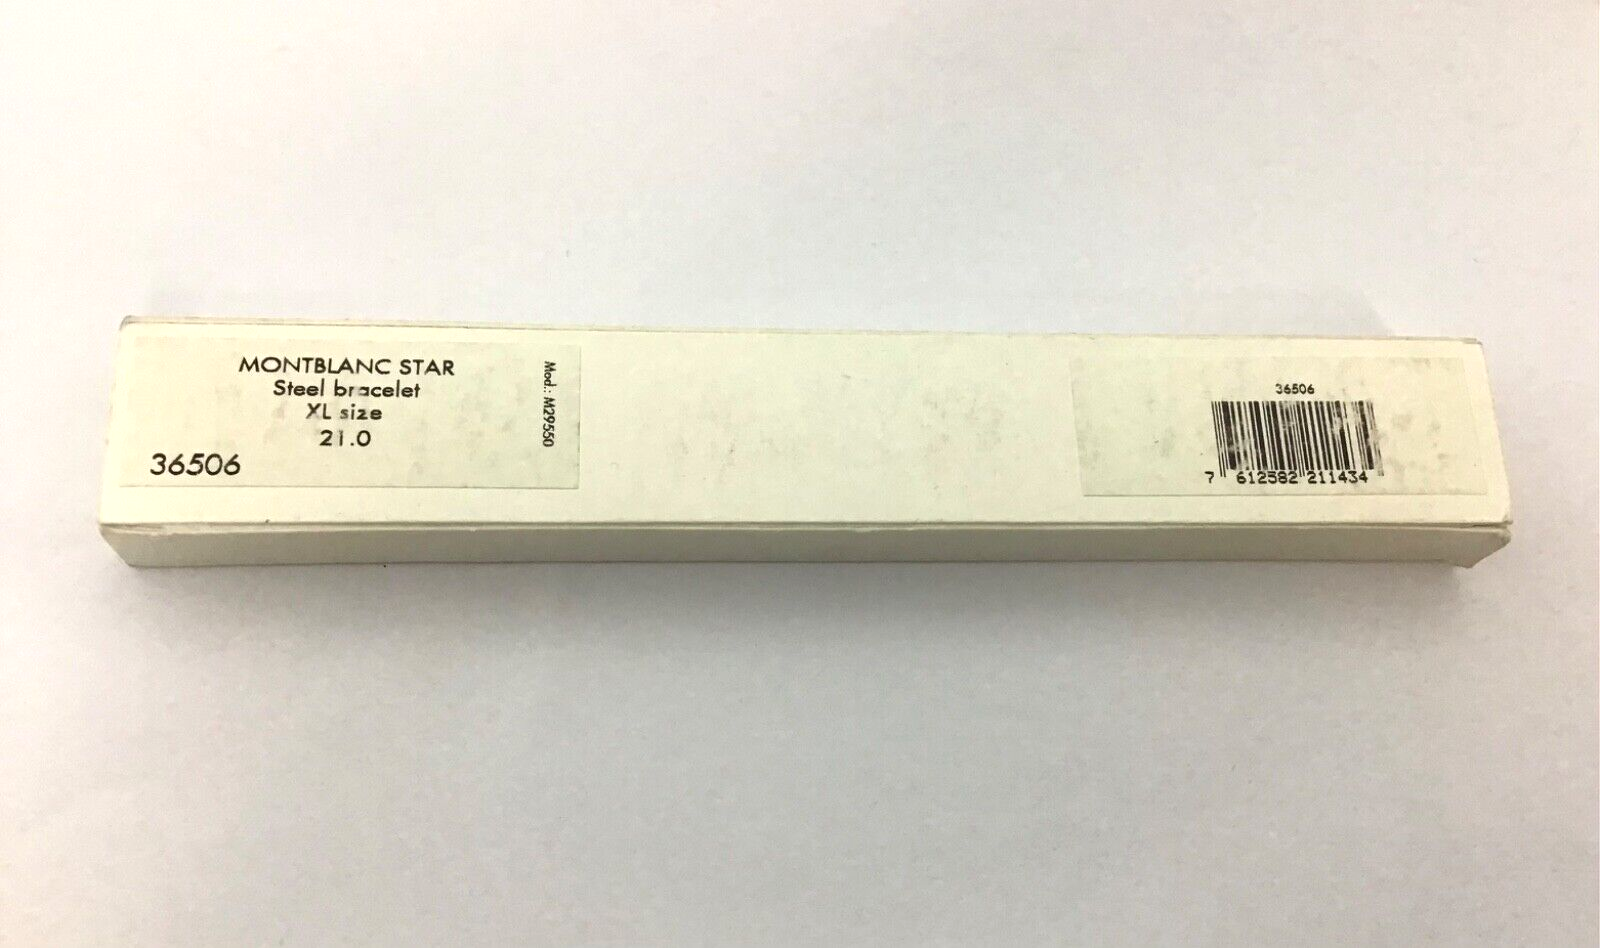 MONTBLANC STAR
Steel bracelet
XL size
21.0
36506
Mod.: M29550
36506
7 612582 211434